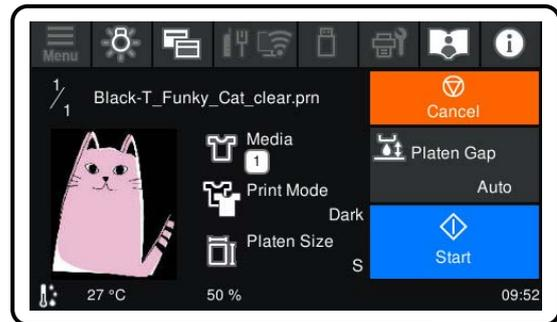 Menu
1/1 Black-T_Funky_Cat_clear.prn
Cancel
Media
1
Platen Gap
Auto
Print Mode
Dark
Platen Size
S
Start
27 °C 50 % 09:52